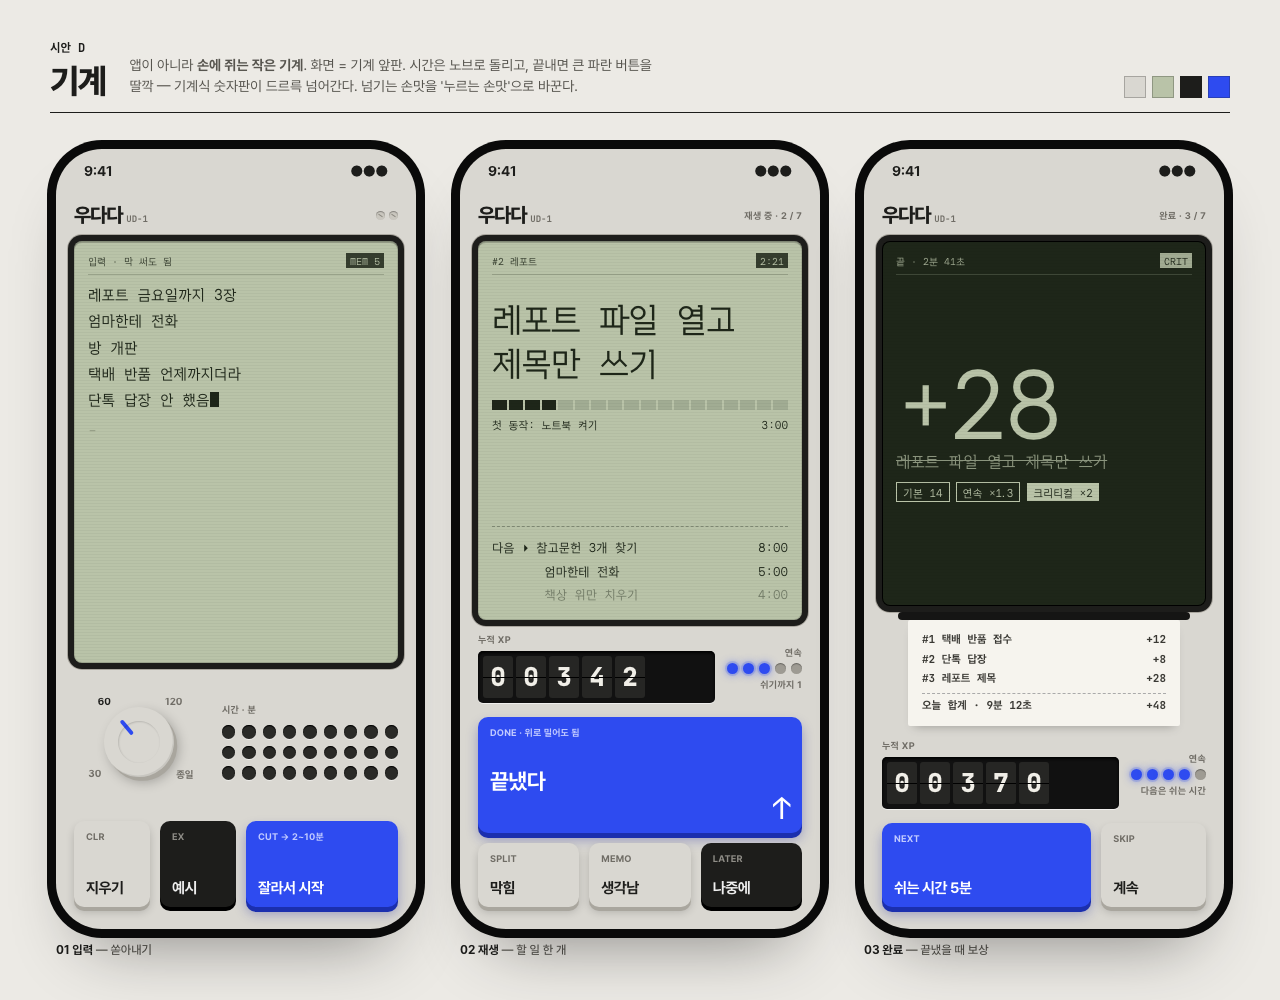 시안 D
기계
앱이 아니라 손에 쥐는 작은 기계. 화면 = 기계 앞판. 시간은 노브로 돌리고, 끝내면 큰 파란 버튼을
딸깍 — 기계식 숫자판이 드르륵 넘어간다. 넘기는 손맛을 '누르는 손맛'으로 바꾼다.
9:41
우다다 UD-1
입력 · 막 써도 됨
MEM 5
레포트 금요일까지 3장
엄마한테 전화
방 개판
택배 반품 언제까지더라
단톡 답장 안 했음
60
120
30
종일
시간 · 분
CLR
지우기
EX
예시
CUT → 2~10분
잘라서 시작
01 입력 — 쏟아내기
9:41
우다다 UD-1
재생 중 · 2 / 7
#2 레포트
2:21
레포트 파일 열고
제목만 쓰기
첫 동작: 노트북 켜기
3:00
다음 ▸ 참고문헌 3개 찾기
8:00
엄마한테 전화
5:00
책상 위만 치우기
4:00
누적 XP
0 0 3 4 2
연속
쉬기까지 1
DONE · 위로 밀어도 됨
끝냈다
↑
SPLIT
막힘
MEMO
생각남
LATER
나중에
02 재생 — 할 일 한 개
9:41
우다다 UD-1
완료 · 3 / 7
끝 · 2분 41초
CRIT
+28
레포트 파일 열고 제목만 쓰기
기본 14
연속 ×1.3
크리티컬 ×2
#1 택배 반품 접수
+12
#2 단톡 답장
+8
#3 레포트 제목
+28
오늘 합계 · 9분 12초
+48
누적 XP
0 0 3 7 0
연속
다음은 쉬는 시간
NEXT
쉬는 시간 5분
SKIP
계속
03 완료 — 끝냈을 때 보상